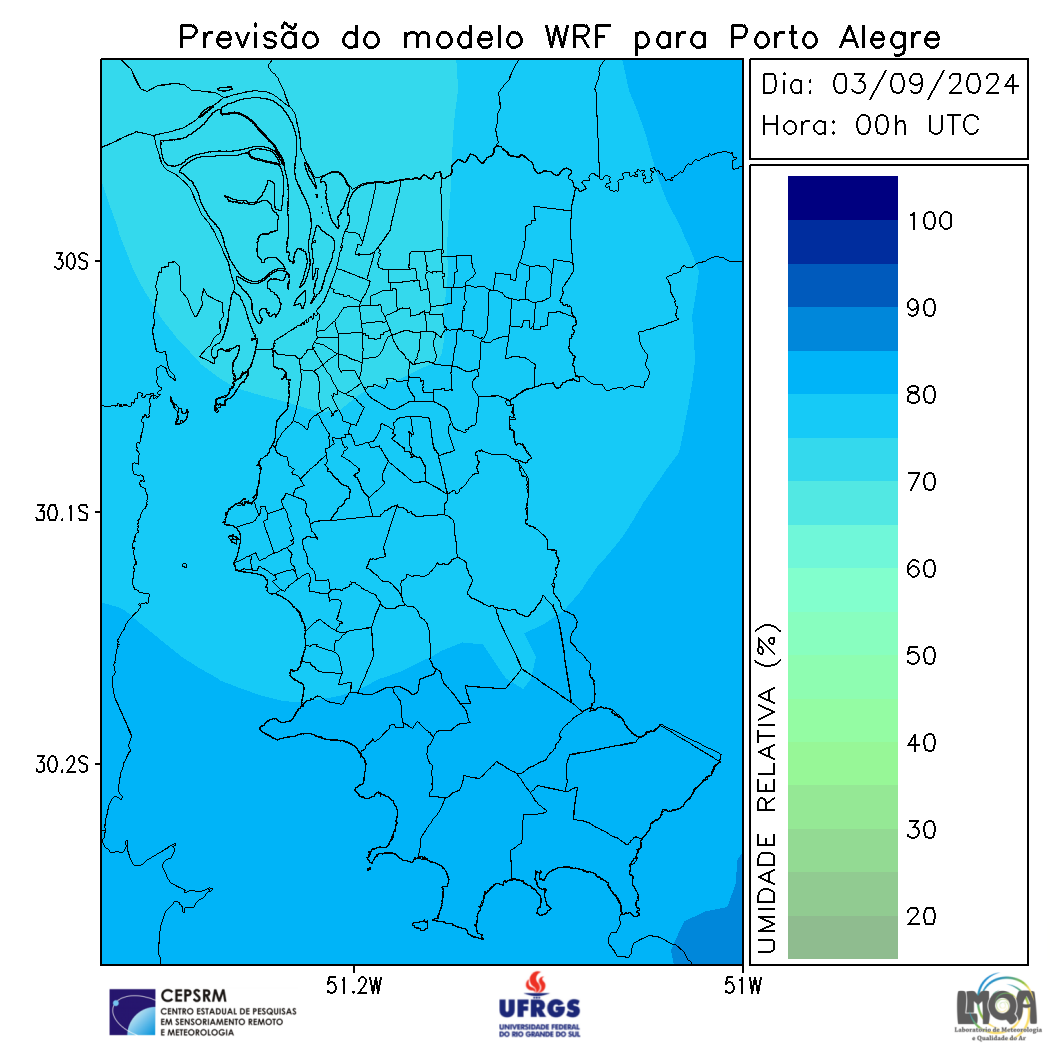 Previsão do modelo WRF para Porto Alegre
Dia: 03/09/2024
Hora: 00h UTC
30S
30.1S
30.2S
51.2W
51W
100
90
80
70
60
50
40
30
20
UMIDADE RELATIVA (%)
CEPSRM
CENTRO ESTADUAL DE PESQUISAS
EM SENSORIAMENTO REMOTO
E METEOROLOGIA
UFRGS
UNIVERSIDADE FEDERAL
DO RIO GRANDE DO SUL
LMQA
Laboratório de Meteorologia
e Qualidade do Ar